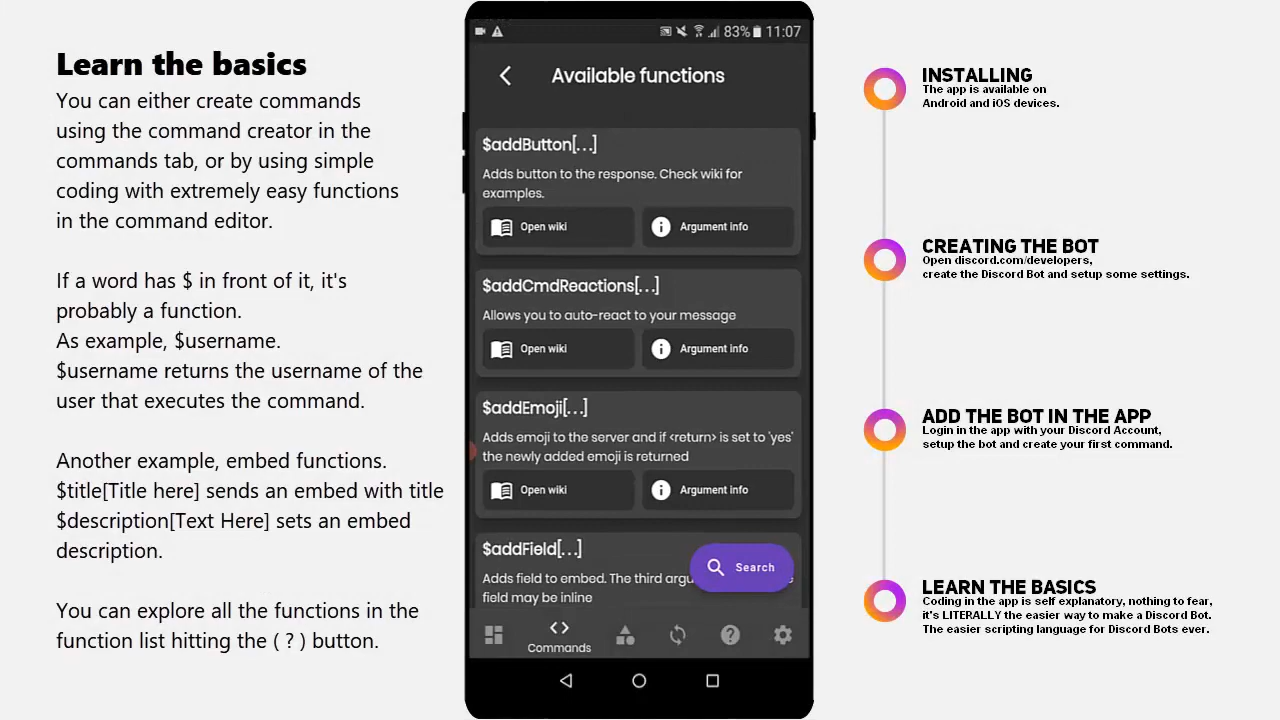 Learn the basics
You can either create commands
using the command creator in the
commands tab, or by using simple
coding with extremely easy functions
in the command editor.
If a word has $ in front of it, it's
probably a function.
As example, $username.
$username returns the username of the
user that executes the command.
Another example, embed functions.
$title[Title here] sends an embed with title
$description[Text Here] sets an embed
description.
You can explore all the functions in the
function list hitting the ( ? ) button.
83% 11:07
Available functions
$addButton[...]
Adds button to the response. Check wiki for
examples.
Open wiki
Argument info
$addCmdReactions[...]
Allows you to auto-react to your message
Open wiki
Argument info
$addEmoji[...]
Adds emoji to the server and if <return> is set to 'yes'
the newly added emoji is returned
Open wiki
Argument info
$addField[...]
Adds field to embed. The third
field may be inline
Search
Commands
INSTALLING
The app is available on
Android and iOS devices.
CREATING THE BOT
Open discord.com/developers,
create the Discord Bot and setup some settings.
ADD THE BOT IN THE APP
Login in the app with your Discord Account,
setup the bot and create your first command.
LEARN THE BASICS
Coding in the app is self explanatory, nothing to fear,
it's LITERALLY the easier way to make a Discord Bot.
The easier scripting language for Discord Bots ever.